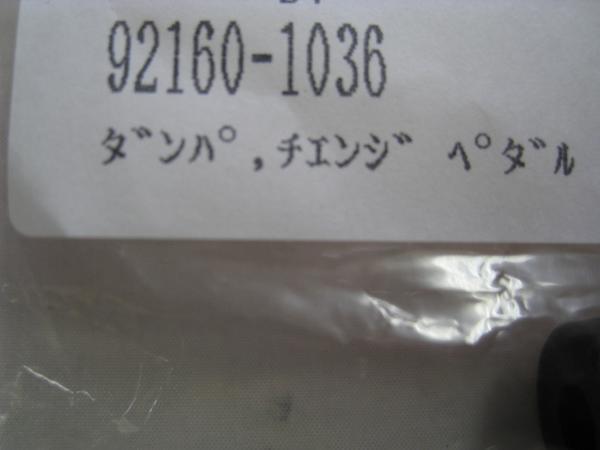 92160-1036
ﾀﾞﾝﾊﾟ,ﾁｴﾝｼﾞ ﾍﾟﾀﾞﾙ